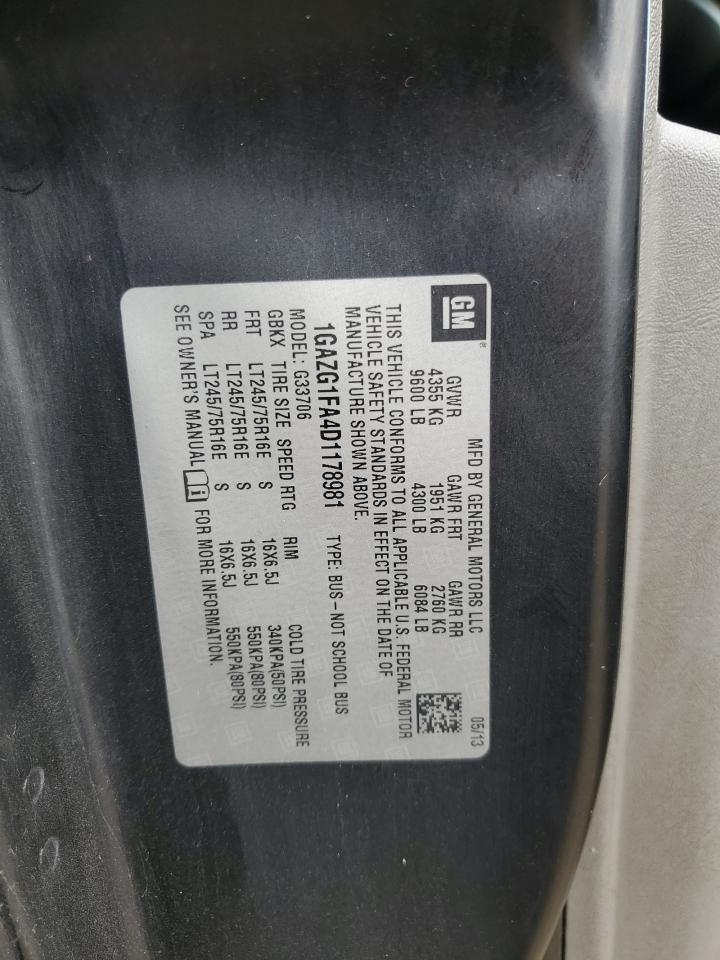 GM®
MFD BY GENERAL MOTORS LLC 05/13
GVWR GAWR FRT GAWR RR
4355 KG 1951 KG 2760 KG
9600 LB 4300 LB 6084 LB
THIS VEHICLE CONFORMS TO ALL APPLICABLE U.S. FEDERAL MOTOR
VEHICLE SAFETY STANDARDS IN EFFECT ON THE DATE OF
MANUFACTURE SHOWN ABOVE.
1GAZG1FA4D1178981 TYPE: BUS–NOT SCHOOL BUS
MODEL: G33706
GBKX TIRE SIZE SPEED RTG RIM COLD TIRE PRESSURE
FRT LT245/75R16E S 16X6.5J 340KPA(50PSI)
RR LT245/75R16E S 16X6.5J 550KPA(80PSI)
SPA LT245/75R16E S 16X6.5J 550KPA(80PSI)
SEE OWNER'S MANUAL i FOR MORE INFORMATION.